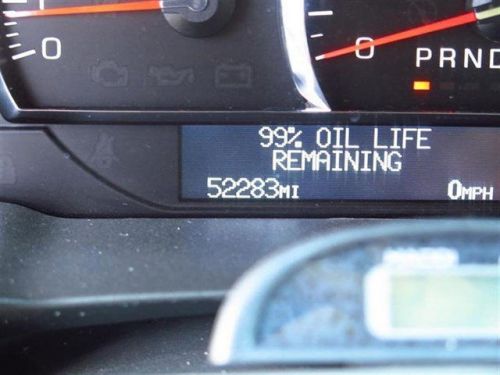 0
0
PRND
99% OIL LIFE
REMAINING
52283MI
0MPH